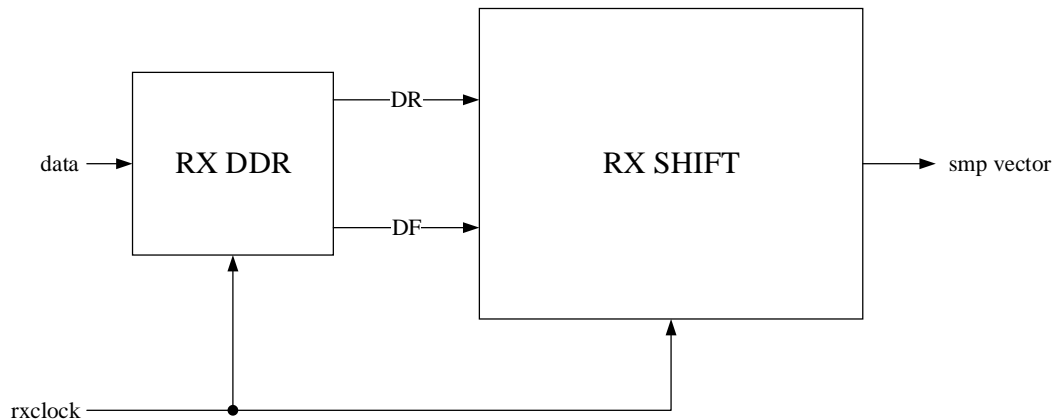 DR
data
RX DDR
RX SHIFT
smp vector
DF
rxclock